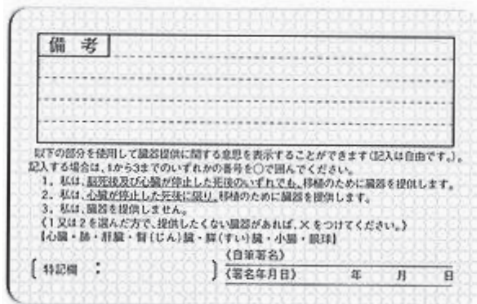 備考
以下の部分を使用して臓器提供に関する意思を表示することができます(記入は自由です。)。
記入する場合は、1から3までのいずれかの番号を○で囲んでください。
1. 私は、脳死後及び心臓が停止した死後のいずれでも、移植のために臓器を提供します。
2. 私は、心臓が停止した死後に限り、移植のために臓器を提供します。
3. 私は、臓器を提供しません。
《1又は2を選んだ方で、提供したくない臓器があれば、×をつけてください。》
【心臓・肺・肝臓・腎(じん)臓・膵(すい)臓・小腸・眼球】
〔特記欄：　〕
《自筆署名》
《署名年月日》　年　月　日